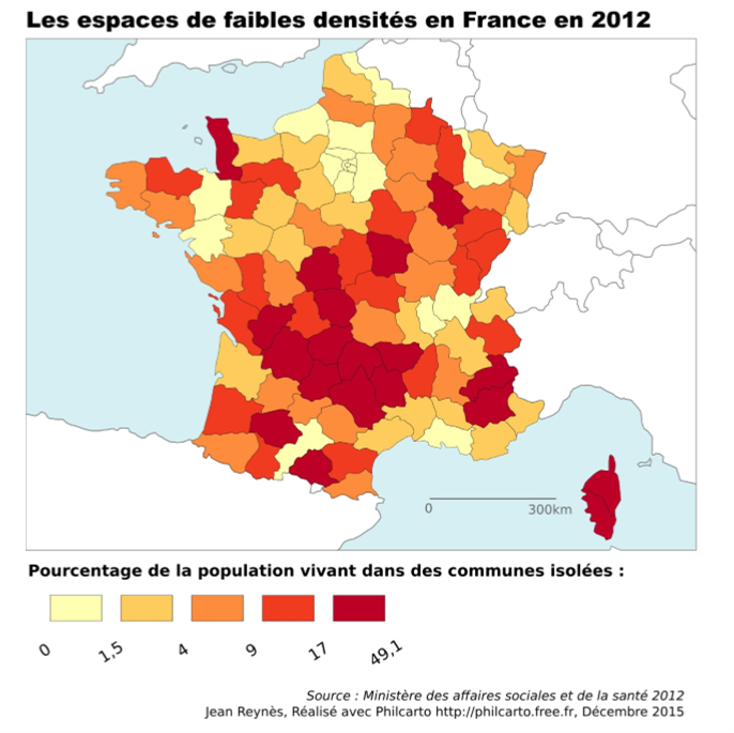 Les espaces de faibles densités en France en 2012
0 300km
Pourcentage de la population vivant dans des communes isolées :
0 1,5 4 9 17 49,1
Source : Ministère des affaires sociales et de la santé 2012
Jean Reynès, Réalisé avec Philcarto http://philcarto.free.fr, Décembre 2015